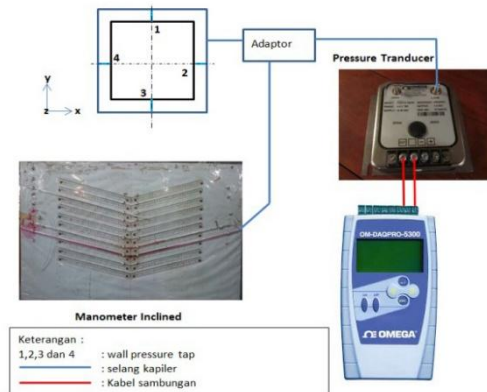 1
Adaptor
4
2
Pressure Tranducer
3
y
z
x
OM-DAQPRO-5300
Ω OMEGA
Manometer Inclined
Keterangan :
1,2,3 dan 4 : wall pressure tap
: selang kapiler
: Kabel sambungan